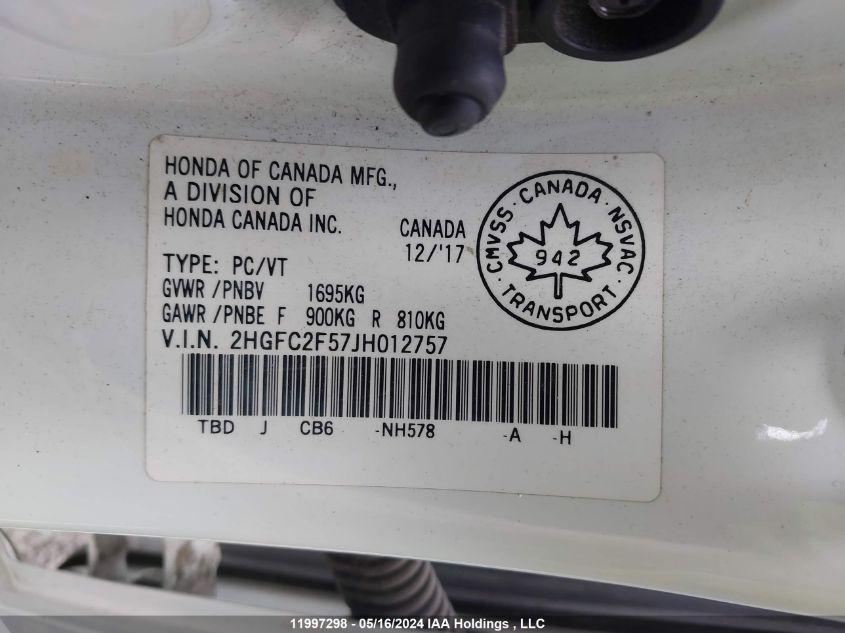 HONDA OF CANADA MFG.,
A DIVISION OF
HONDA CANADA INC.
CANADA
12/'17
CMVSS · CANADA · NSVAC · TRANSPORT ·
942
TYPE: PC/VT
GVWR /PNBV 1695KG
GAWR /PNBE F 900KG R 810KG
V.I.N. 2HGFC2F57JH012757
TBD J CB6 -NH578 -A -H
11997298 - 05/16/2024 IAA Holdings , LLC